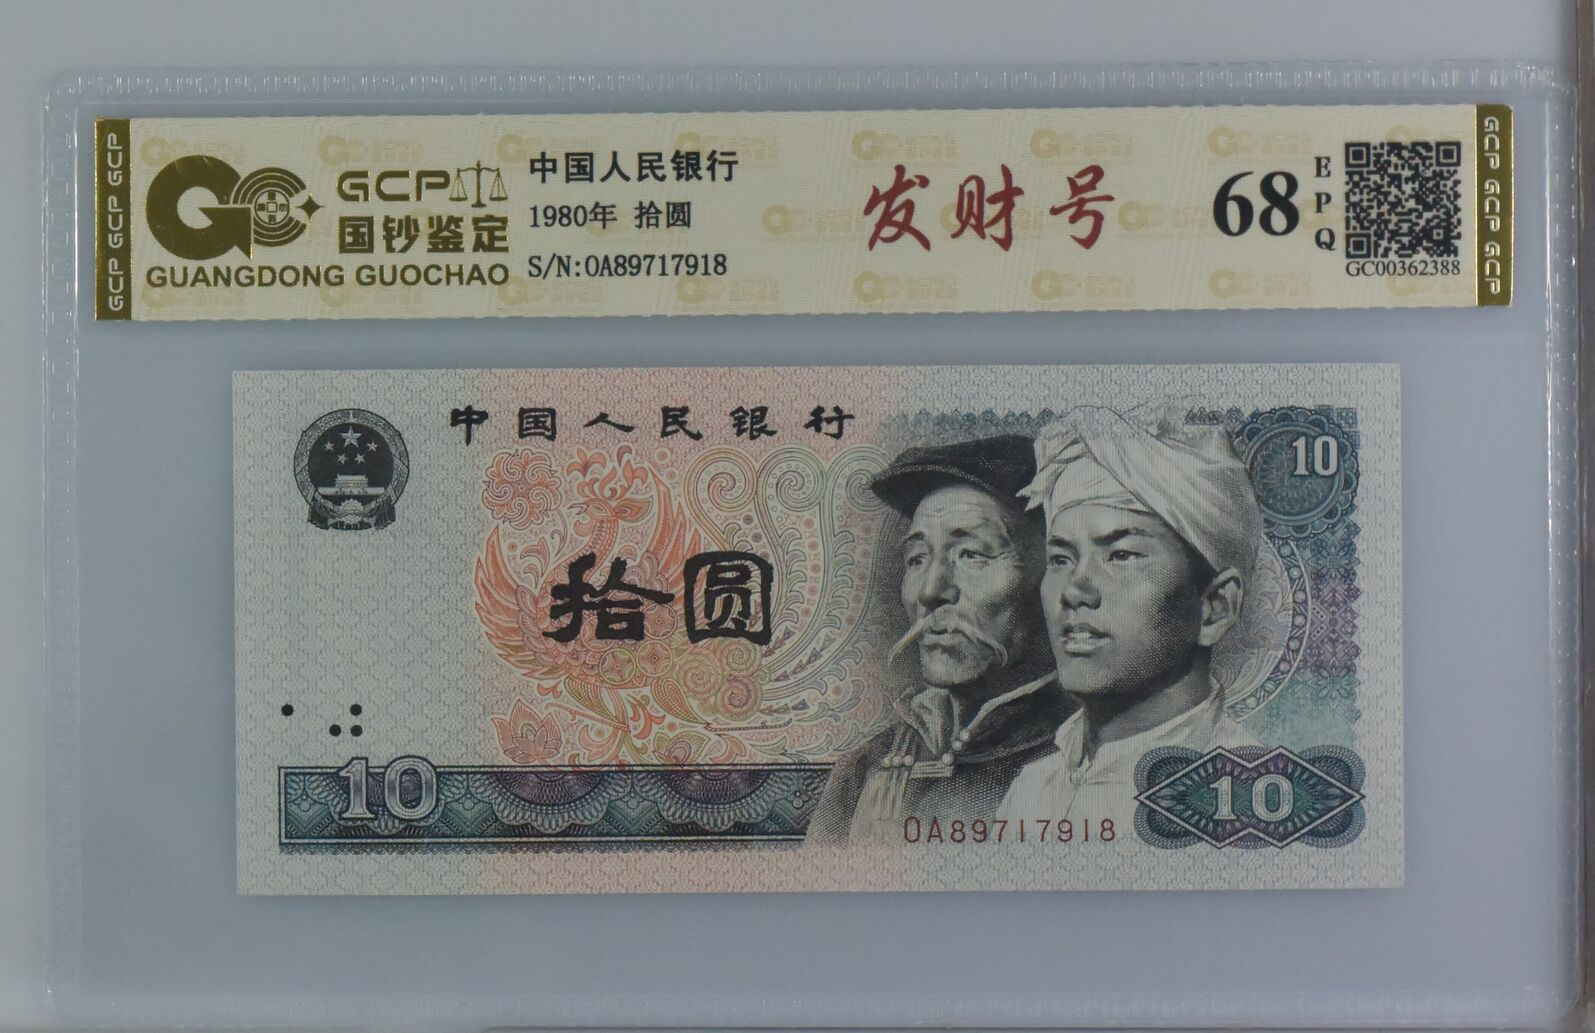 GCP GCP GCP
GCP
国钞鉴定
GUANGDONG GUOCHAO
中国人民银行
1980年 拾圆
S/N:OA89717918
发财号
68
EPQ
GC00362388
GCP GCP GCP
中国人民银行
10
拾圆
10
OA89717918
10